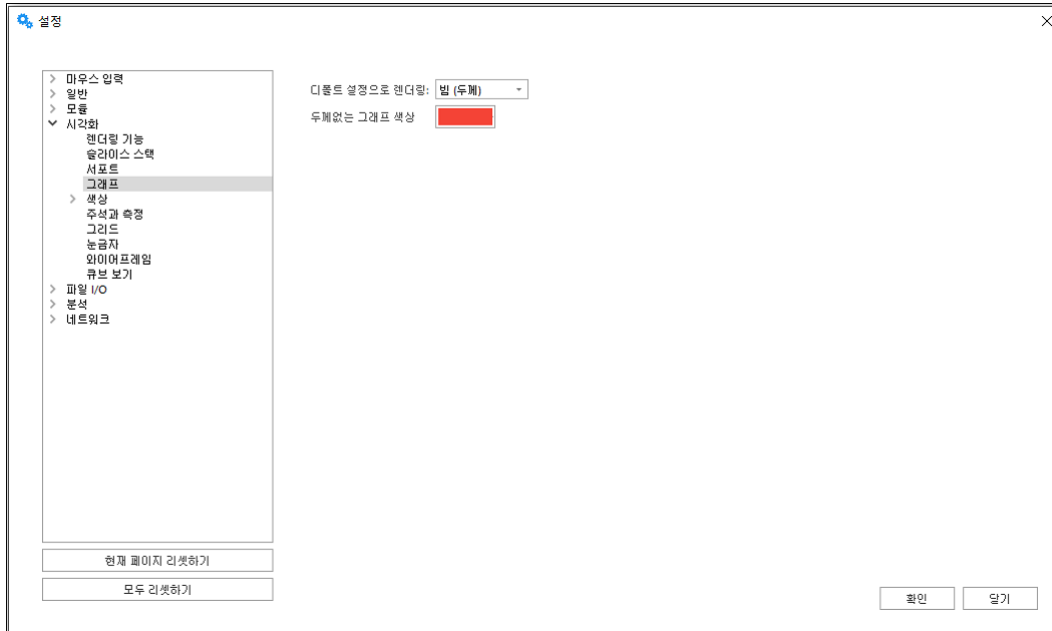 설정
마우스 입력
일반
모듈
시각화
렌더링 기능
슬라이스 스택
서포트
그래프
색상
주석과 측정
그리드
눈금자
와이어프레임
큐브 보기
파일 I/O
분석
네트워크
디폴트 설정으로 렌더링: 빔 (두께)
두께없는 그래프 색상
현재 페이지 리셋하기
모두 리셋하기
확인 닫기